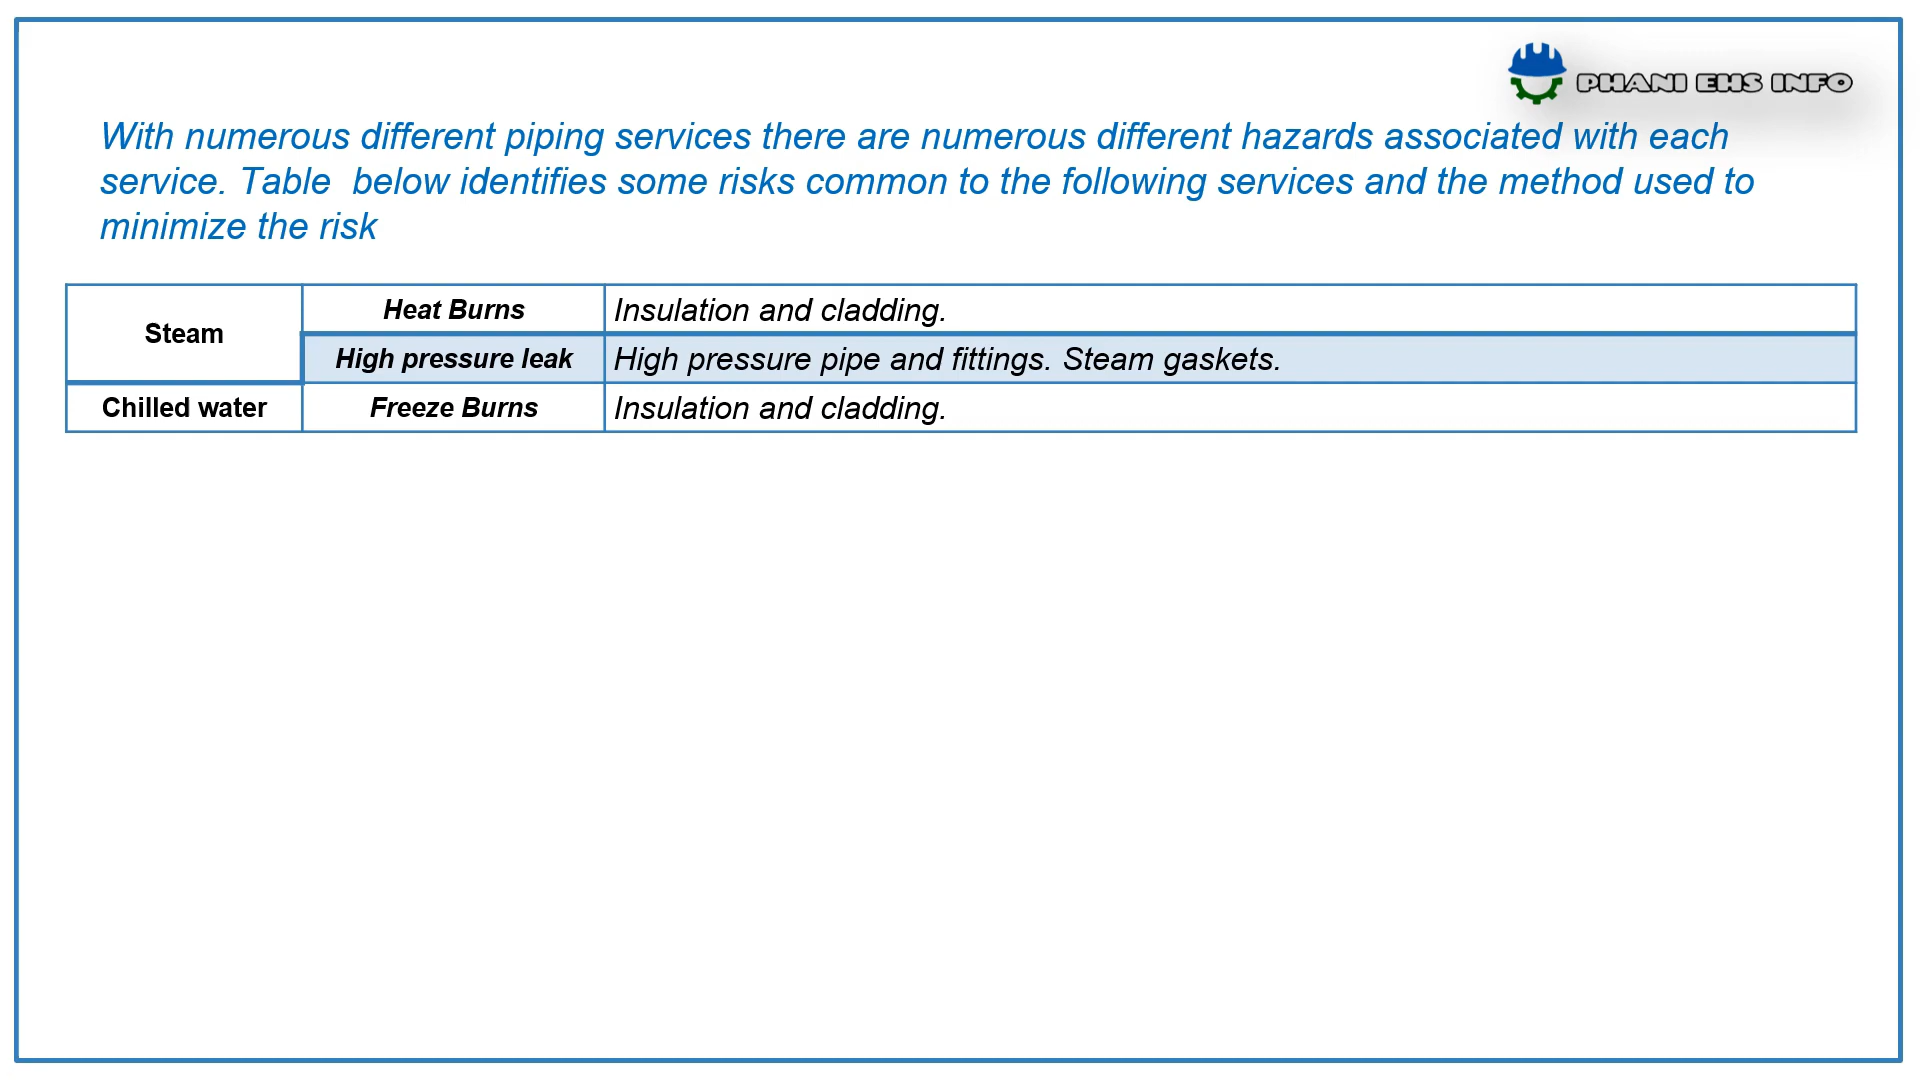 PHANI EHS INFO
With numerous different piping services there are numerous different hazards associated with each
service. Table  below identifies some risks common to the following services and the method used to
minimize the risk
Steam
Heat Burns
Insulation and cladding.
High pressure leak
High pressure pipe and fittings. Steam gaskets.
Chilled water
Freeze Burns
Insulation and cladding.